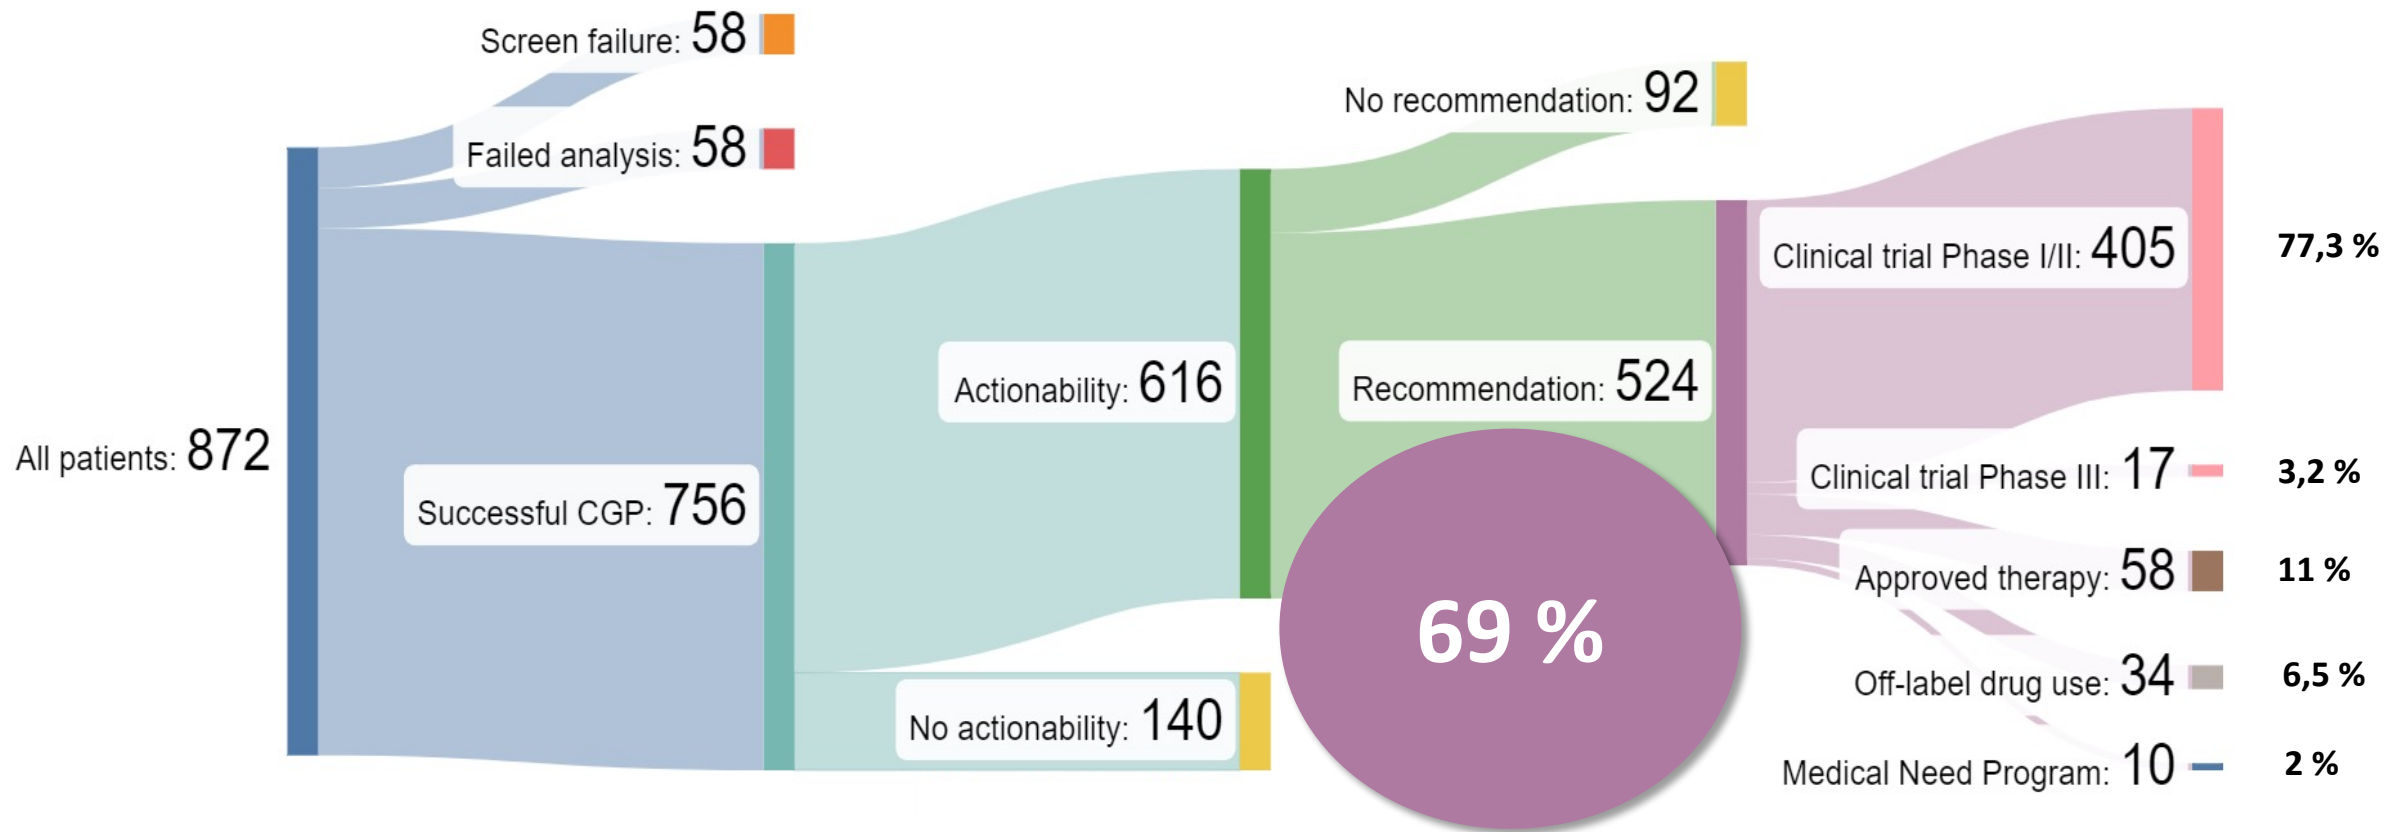 Screen failure: 58
Failed analysis: 58
All patients: 872
Successful CGP: 756
Actionability: 616
No actionability: 140
No recommendation: 92
Recommendation: 524
69 %
Clinical trial Phase I/II: 405
77,3 %
Clinical trial Phase III: 17
3,2 %
Approved therapy: 58
11 %
Off-label drug use: 34
6,5 %
Medical Need Program: 10
2 %